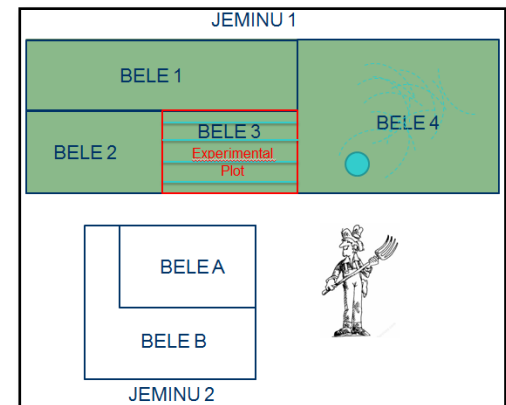 JEMINU 1
BELE 1
BELE 2
BELE 3
Experimental
Plot
BELE 4
BELE A
BELE B
JEMINU 2